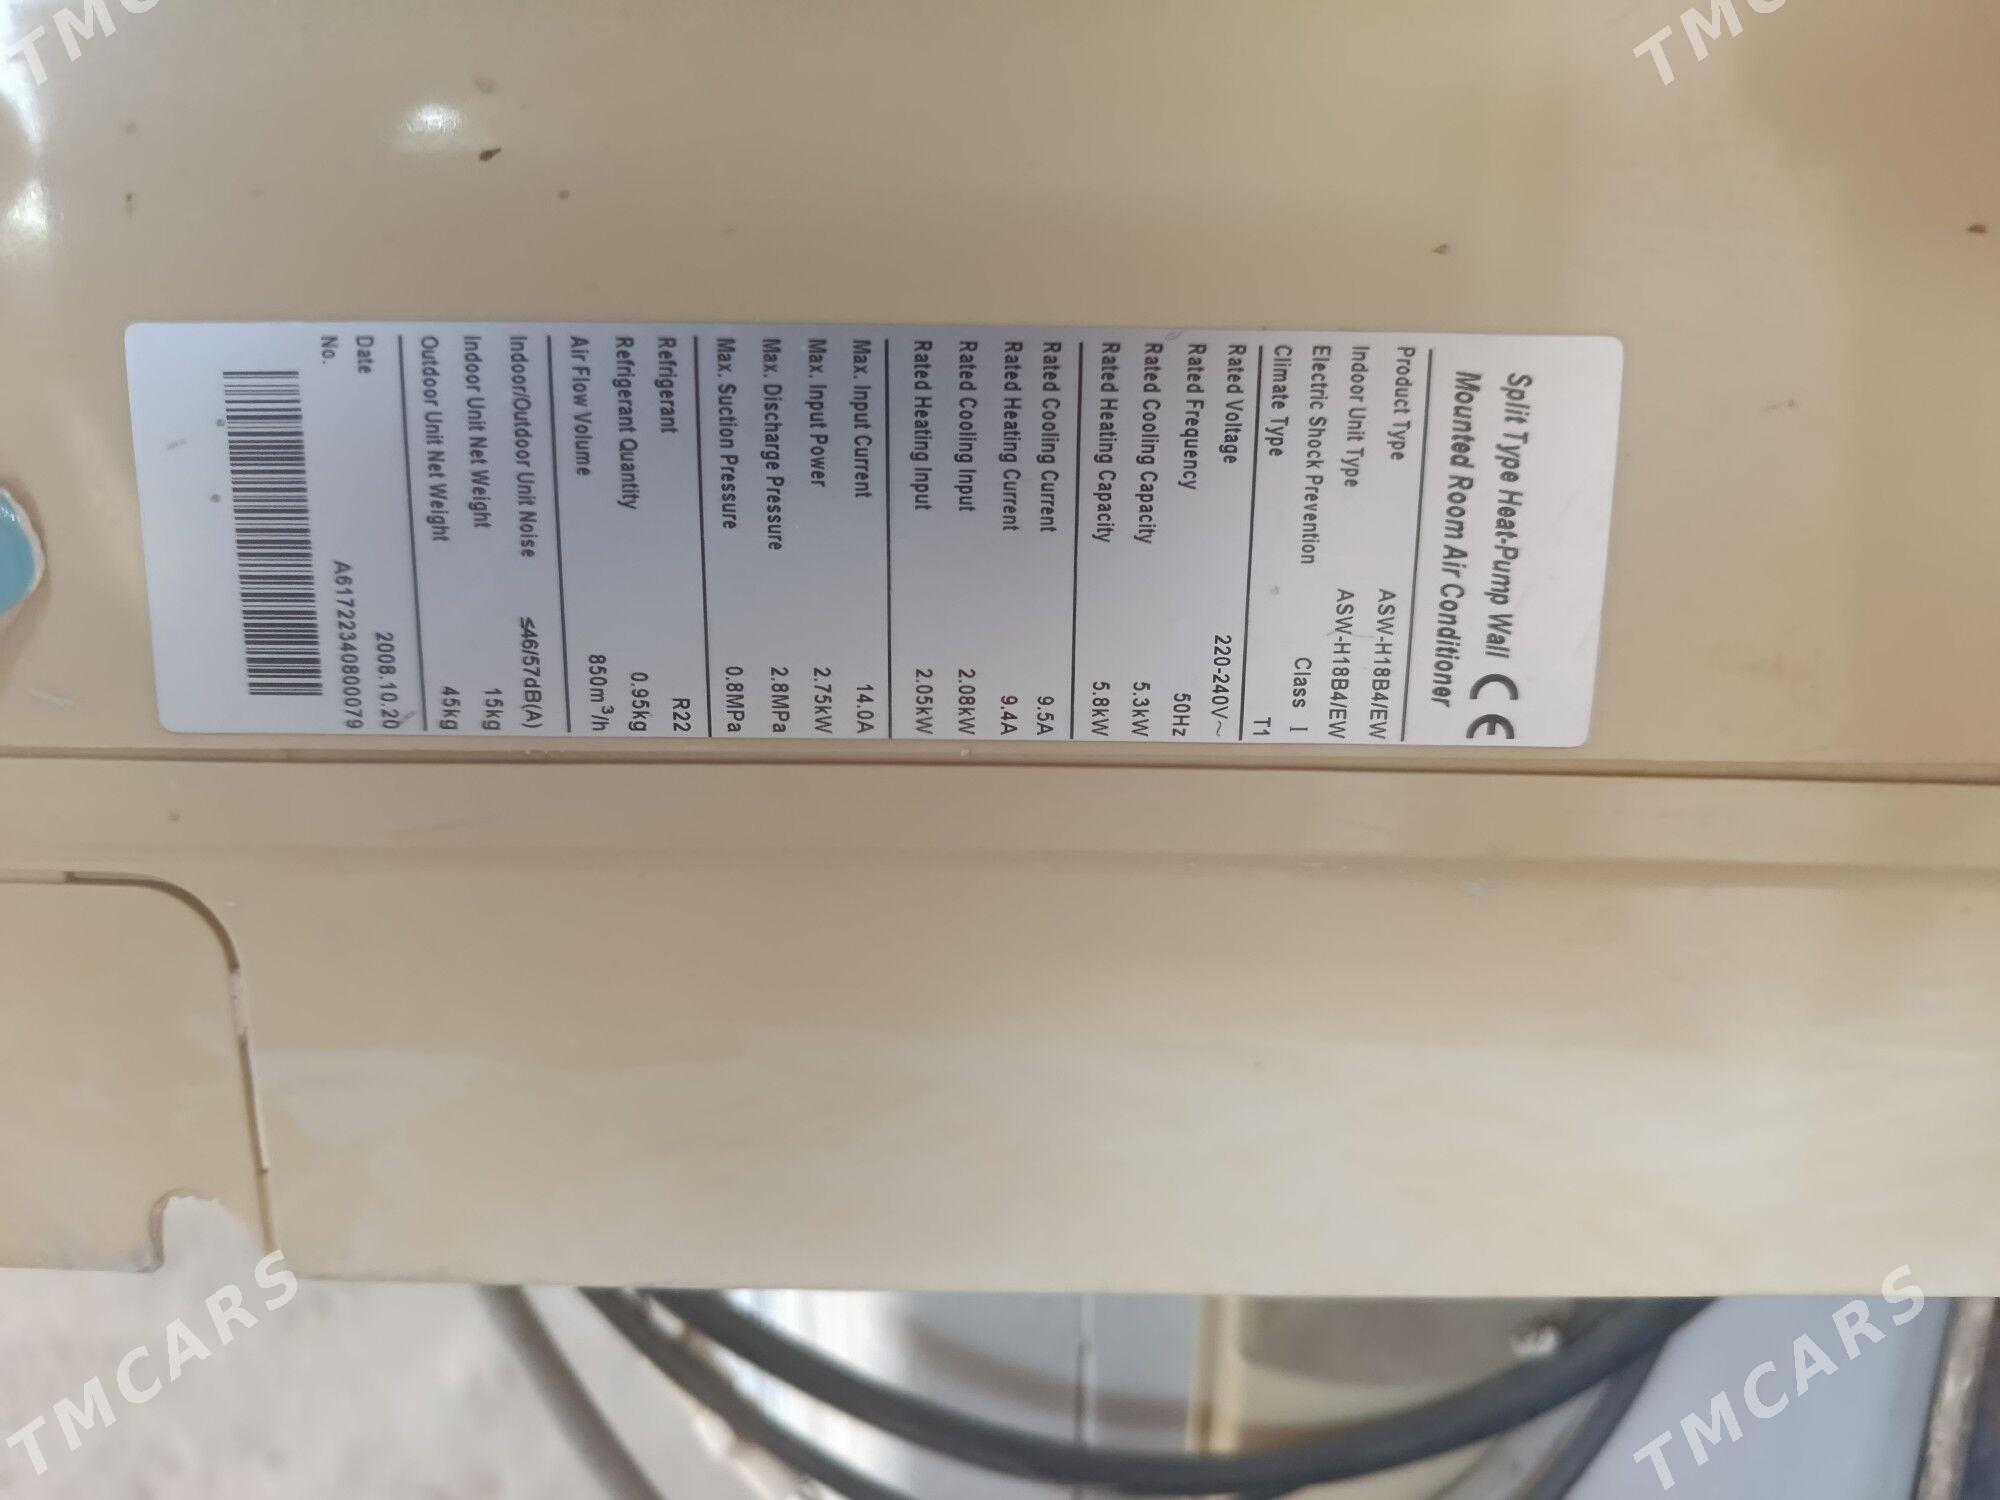 Split Type Heat-Pump Wall
Mounted Room Air Conditioner
CE
Product Type ASW-H18B4/EW
Indoor Unit Type ASW-H18B4/EW
Electric Shock Prevention Class I
Climate Type T1
Rated Voltage 220-240V~
Rated Frequency 50Hz
Rated Cooling Capacity 5.3kW
Rated Heating Capacity 5.8kW
Rated Cooling Current 9.5A
Rated Heating Current 9.4A
Rated Cooling Input 2.08kW
Rated Heating Input 2.05kW
Max. Input Current 14.0A
Max. Input Power 2.75kW
Max. Discharge Pressure 2.8MPa
Max. Suction Pressure 0.8MPa
Refrigerant R22
Refrigerant Quantity 0.95kg
Air Flow Volume 850m³/h
Indoor/Outdoor Unit Noise ≤46/57dB(A)
Indoor Unit Net Weight 15kg
Outdoor Unit Net Weight 45kg
Date 2008.10.20
No. A617223408000079
TMCARS
TMCARS